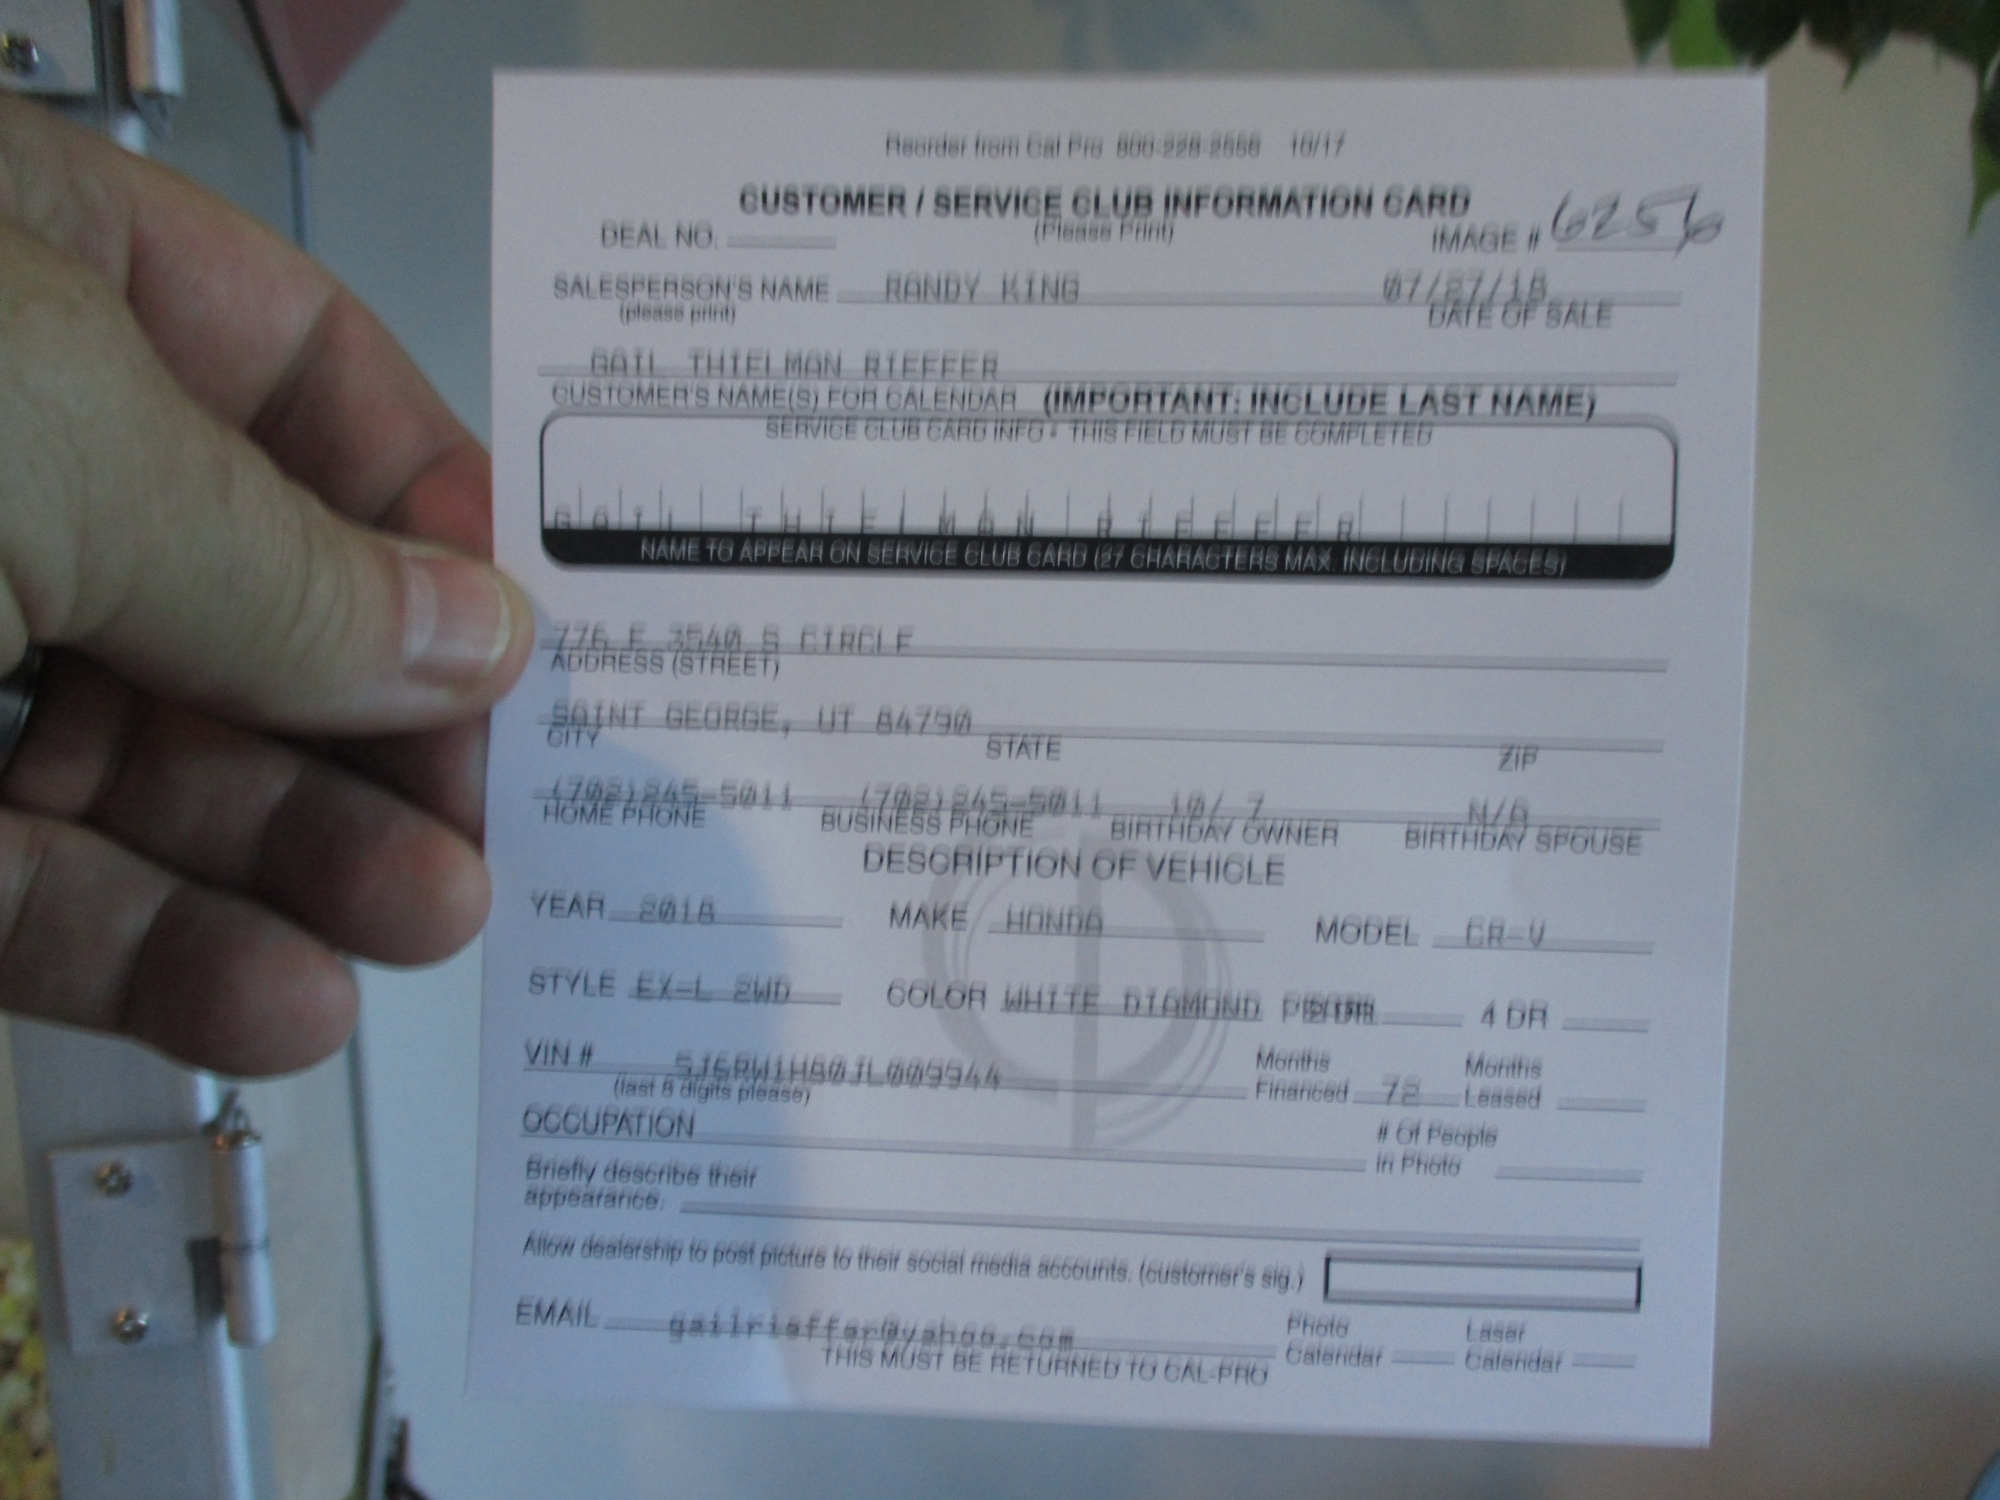 Reorder from Cal Pro 800-228-2556 10/17
CUSTOMER / SERVICE CLUB INFORMATION CARD
DEAL NO. (Please Print) IMAGE # 6256
SALESPERSON'S NAME RANDY KING 07/27/18
(please print) DATE OF SALE
GAIL THIELMAN RIEFFER
CUSTOMER'S NAME(S) FOR CALENDAR (IMPORTANT: INCLUDE LAST NAME)
SERVICE CLUB CARD INFO - THIS FIELD MUST BE COMPLETED
GAIL THIELMAN RIEFFER
NAME TO APPEAR ON SERVICE CLUB CARD (27 CHARACTERS MAX. INCLUDING SPACES)
776 E 3540 S CIRCLE
ADDRESS (STREET)
SAINT GEORGE, UT 84790
CITY STATE ZIP
(702)245-5011 (702)245-5011 10/ 7 N/A
HOME PHONE BUSINESS PHONE BIRTHDAY OWNER BIRTHDAY SPOUSE
DESCRIPTION OF VEHICLE
YEAR 2018 MAKE HONDA MODEL CR-V
STYLE EX-L 2WD COLOR WHITE DIAMOND PEARL 2 DR 4 DR
VIN # Months Months
(last 8 digits please) Financed 72 Leased
OCCUPATION # Of People
In Photo
Briefly describe their
appearance.
Allow dealership to post picture to their social media accounts. (customer's sig.)
EMAIL gailrieffer@yahoo.com Photo Laser
Calendar Calendar
THIS MUST BE RETURNED TO CAL-PRO